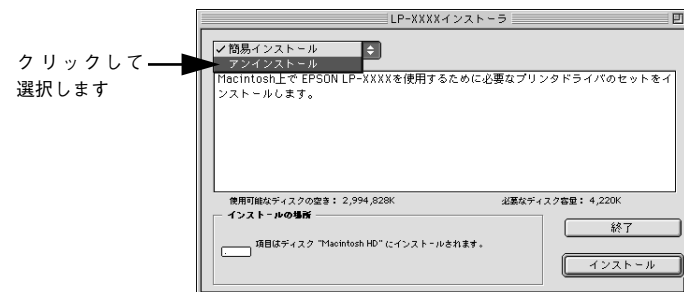 LP-XXXXインストーラ
クリックして
選択します
簡易インストール
アンインストール
Macintosh上で EPSON LP-XXXXを使用するために必要なプリンタドライバのセットをイ
ンストールします。
使用可能なディスクの空き： 2,994,828K 必要なディスク容量： 4,220K
インストールの場所
項目はディスク "Macintosh HD" にインストールされます。
終了
インストール